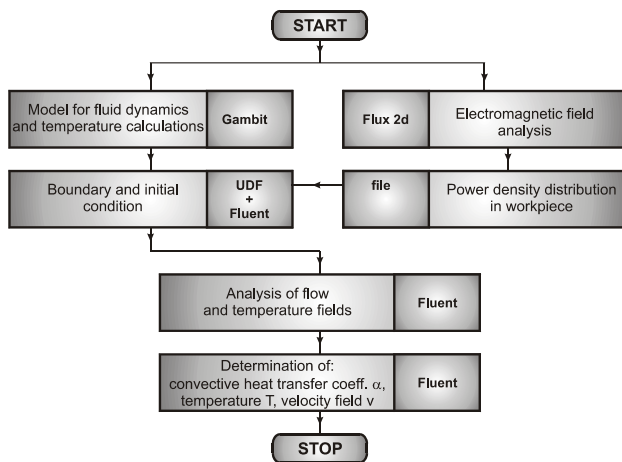 START
Model for fluid dynamics
and temperature calculations
Gambit
Flux 2d
Electromagnetic field
analysis
Boundary and initial
condition
UDF
+
Fluent
file
Power density distribution
in workpiece
Analysis of flow
and temperature fields
Fluent
Determination of:
convective heat transfer coeff. α,
temperature T, velocity field v
Fluent
STOP